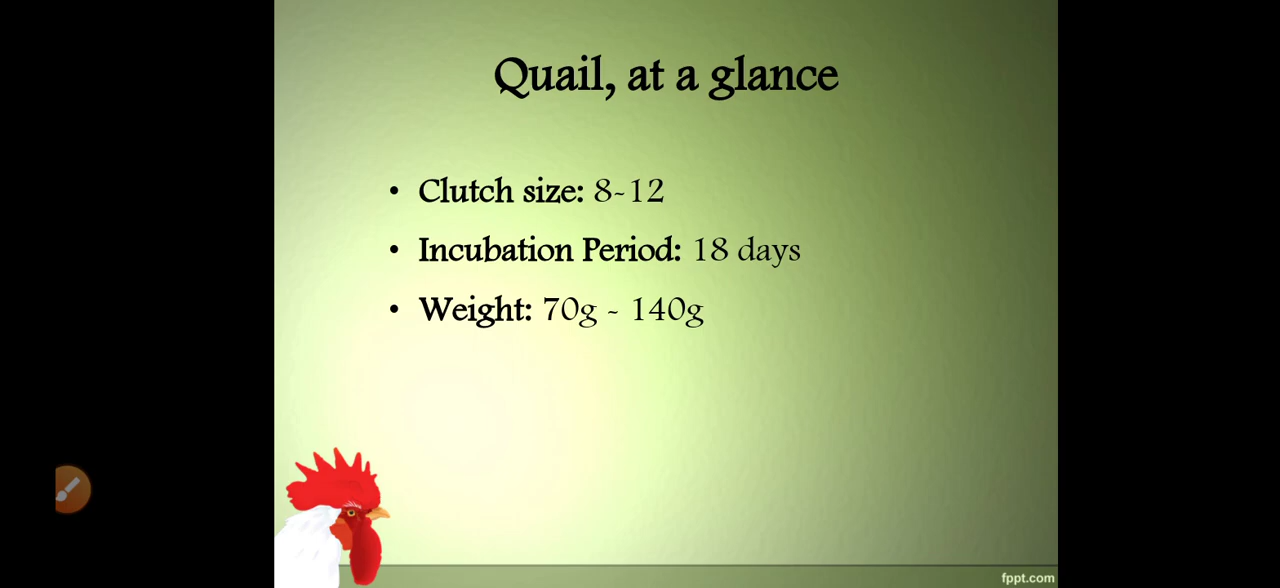 Quail, at a glance
• Clutch size: 8-12
• Incubation Period: 18 days
• Weight: 70g - 140g
fppt.com